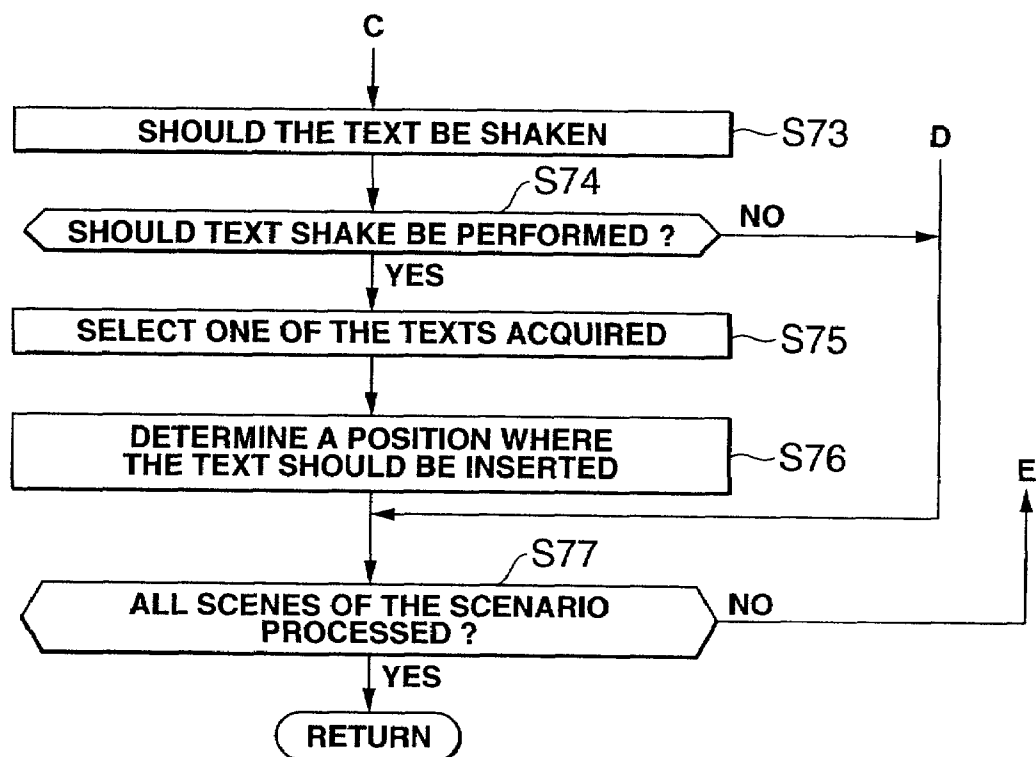 C
SHOULD THE TEXT BE SHAKEN
S73
D
S74
SHOULD TEXT SHAKE BE PERFORMED ?
NO
YES
SELECT ONE OF THE TEXTS ACQUIRED
S75
DETERMINE A POSITION WHERE
THE TEXT SHOULD BE INSERTED
S76
E
S77
ALL SCENES OF THE SCENARIO
PROCESSED ?
NO
YES
RETURN